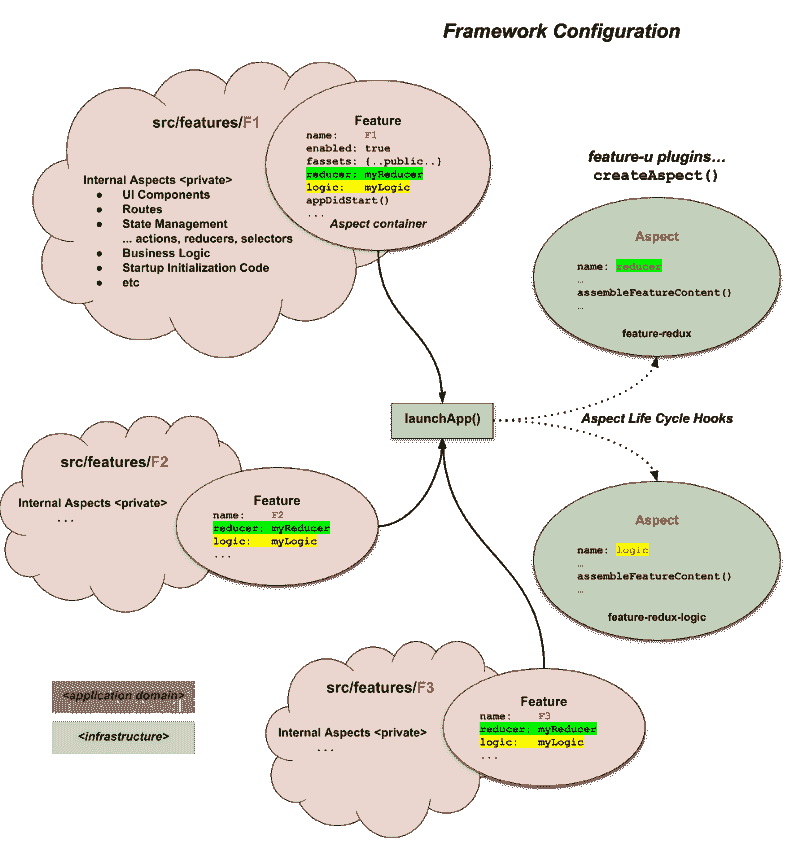 Framework Configuration
src/features/F1
Internal Aspects <private>
● UI Components
● Routes
● State Management
... actions, reducers, selectors
● Business Logic
● Startup Initialization Code
● etc
Feature
name: F1
enabled: true
fassets: {..public..}
reducer: myReducer
logic: myLogic
appDidStart()
...
Aspect container
feature-u plugins...
createAspect()
Aspect
name: reducer
…
assembleFeatureContent()
…
feature-redux
launchApp()
Aspect Life Cycle Hooks
src/features/F2
Internal Aspects <private>
...
Feature
name: F2
reducer: myReducer
logic: myLogic
...
Aspect
name: logic
…
assembleFeatureContent()
…
feature-redux-logic
src/features/F3
Internal Aspects <private>
...
Feature
name: F3
reducer: myReducer
logic: myLogic
...
<application domain>
<infrastructure>